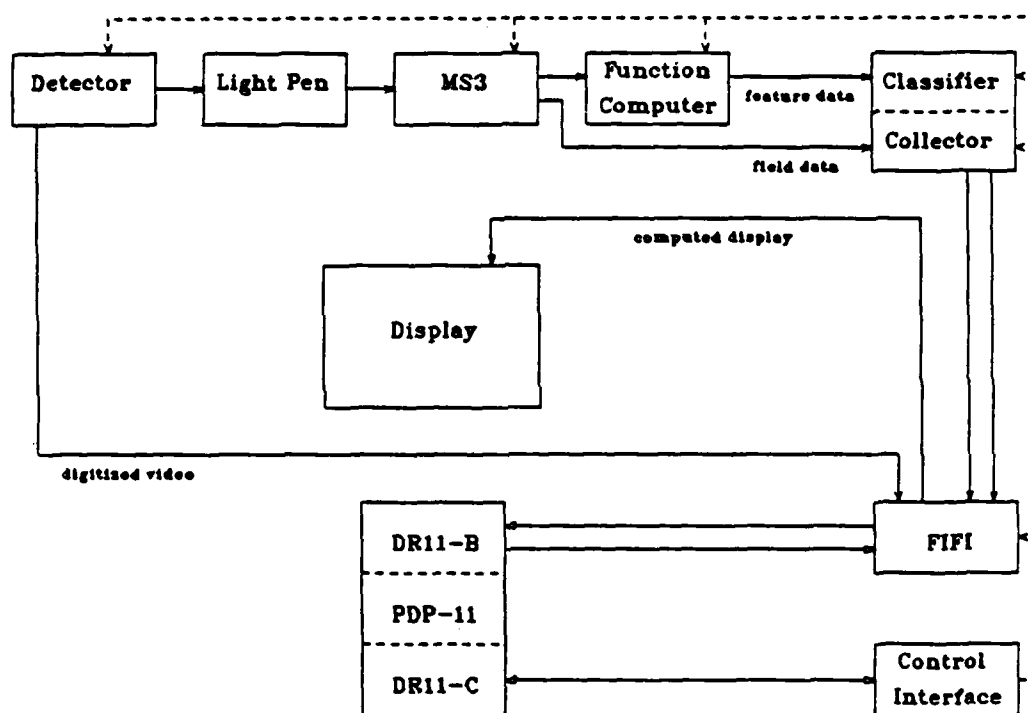 Detector
Light Pen
MS3
Function
Computer
feature data
Classifier
Collector
field data
computed display
Display
digitized video
DR11-B
FIFI
PDP-11
DR11-C
Control
Interface